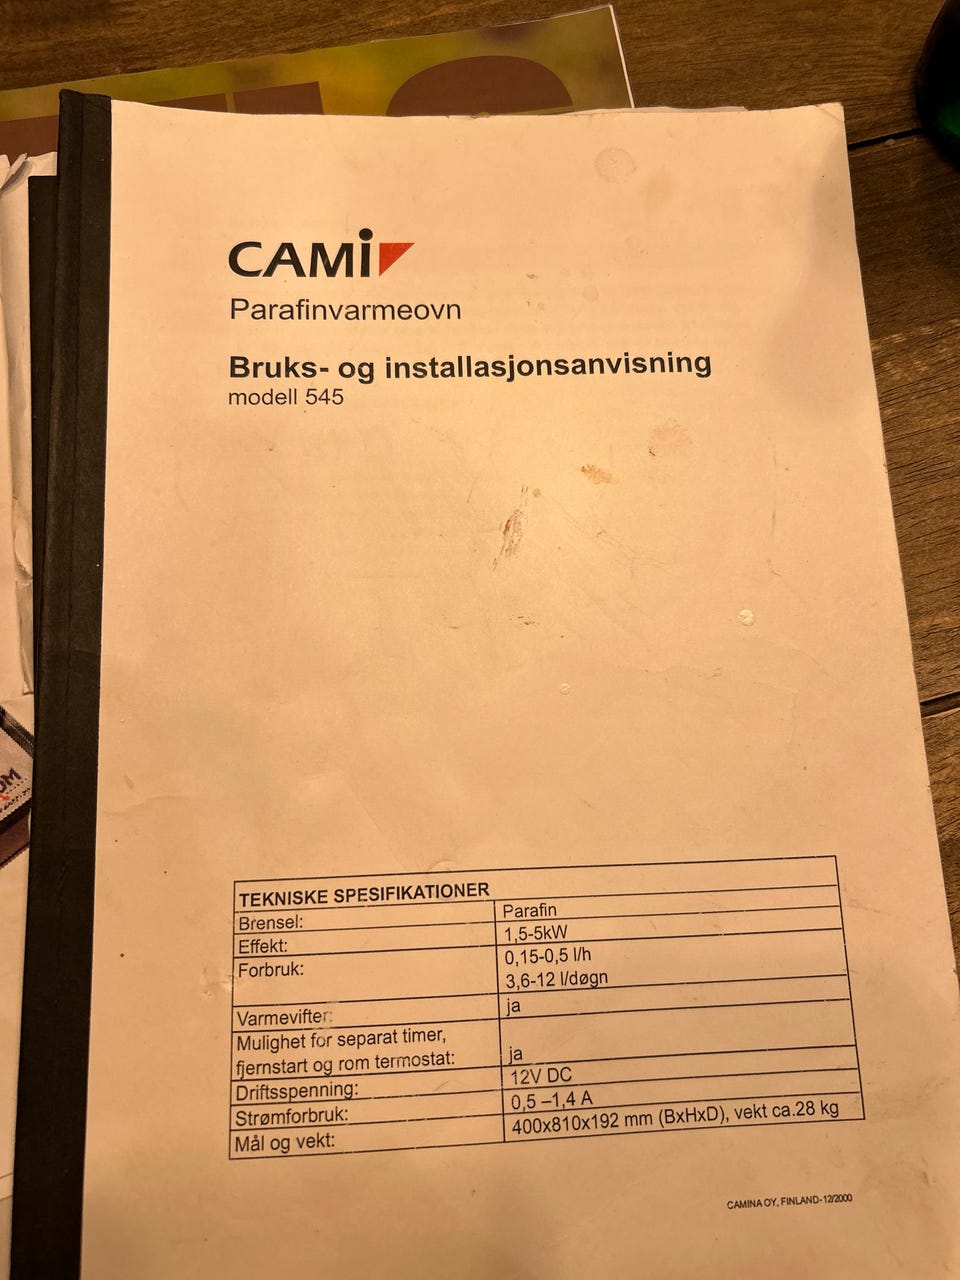 CAMI
Parafinvarmeovn
Bruks- og installasjonsanvisning
modell 545
TEKNISKE SPESIFIKATIONER
Brensel: Parafin
Effekt: 1,5-5kW
Forbruk: 0,15-0,5 l/h
3,6-12 l/døgn
Varmevifter: ja
Mulighet for separat timer,
fjernstart og rom termostat: ja
Driftsspenning: 12V DC
Strømforbruk: 0,5 –1,4 A
Mål og vekt: 400x810x192 mm (BxHxD), vekt ca.28 kg
CAMINA OY, FINLAND-12/2000